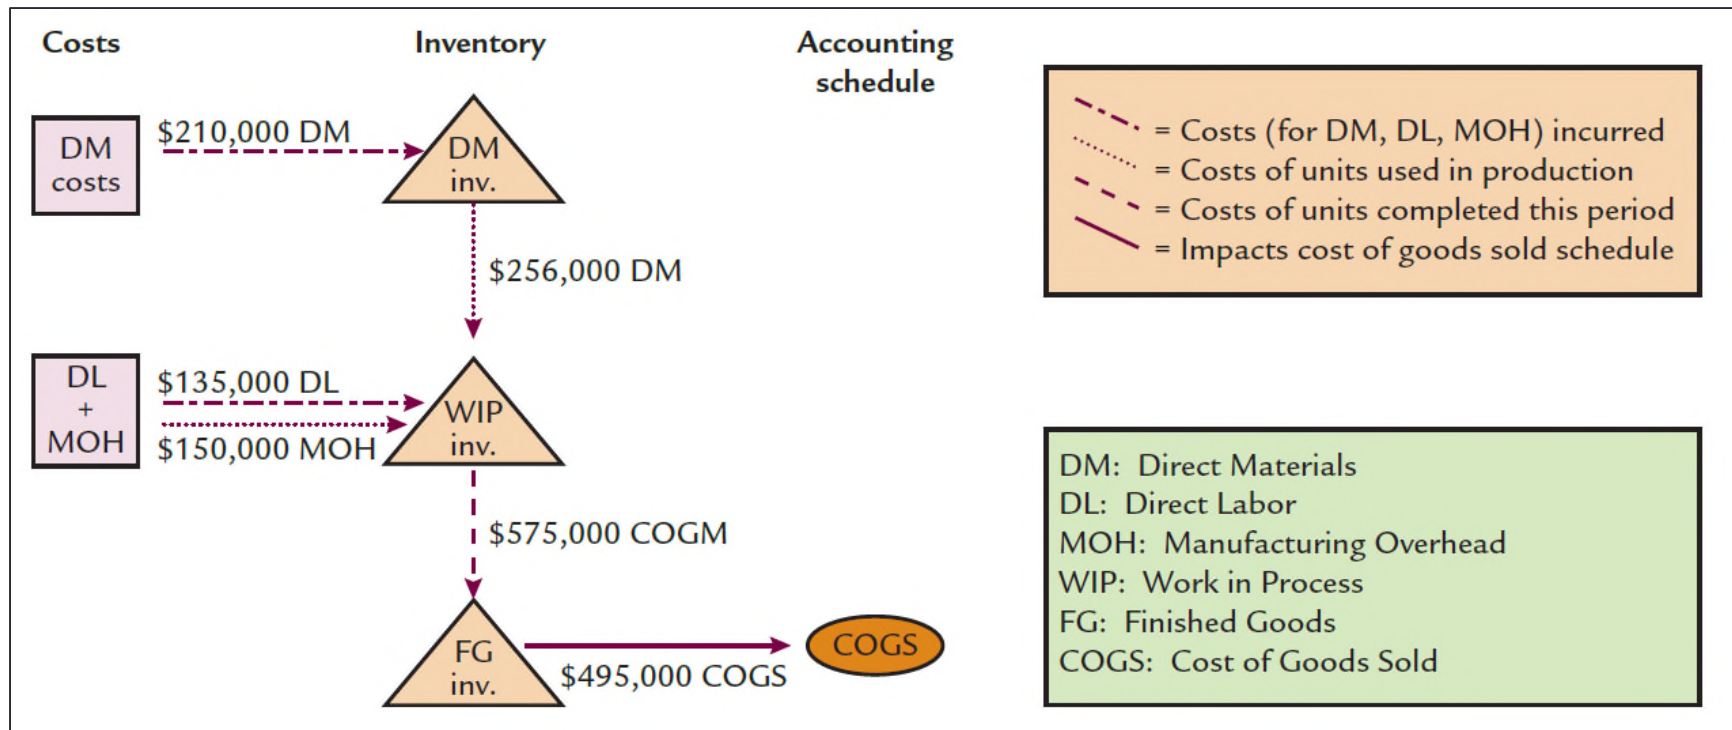 Costs
Inventory
Accounting
schedule
DM
costs
$210,000 DM
DM
inv.
$256,000 DM
DL
+
MOH
$135,000 DL
$150,000 MOH
WIP
inv.
$575,000 COGM
FG
inv.
$495,000 COGS
COGS
= Costs (for DM, DL, MOH) incurred
= Costs of units used in production
= Costs of units completed this period
= Impacts cost of goods sold schedule
DM: Direct Materials
DL: Direct Labor
MOH: Manufacturing Overhead
WIP: Work in Process
FG: Finished Goods
COGS: Cost of Goods Sold